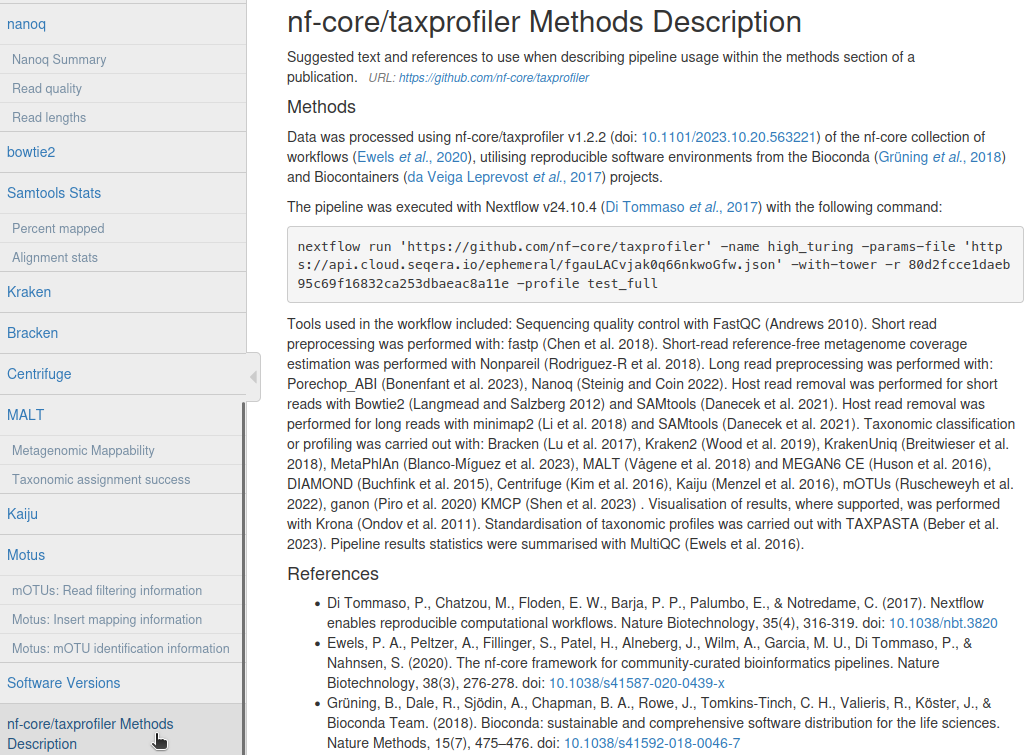 nanoq
Nanoq Summary
Read quality
Read lengths
bowtie2
Samtools Stats
Percent mapped
Alignment stats
Kraken
Bracken
Centrifuge
MALT
Metagenomic Mappability
Taxonomic assignment success
Kaiju
Motus
mOTUs: Read filtering information
Motus: Insert mapping information
Motus: mOTU identification information
Software Versions
nf-core/taxprofiler Methods
Description
nf-core/taxprofiler Methods Description
Suggested text and references to use when describing pipeline usage within the methods section of a
publication. URL: https://github.com/nf-core/taxprofiler
Methods
Data was processed using nf-core/taxprofiler v1.2.2 (doi: 10.1101/2023.10.20.563221) of the nf-core collection of
workflows (Ewels et al., 2020), utilising reproducible software environments from the Bioconda (Grüning et al., 2018)
and Biocontainers (da Veiga Leprevost et al., 2017) projects.
The pipeline was executed with Nextflow v24.10.4 (Di Tommaso et al., 2017) with the following command:
nextflow run 'https://github.com/nf-core/taxprofiler' -name high_turing -params-file 'http
s://api.cloud.seqera.io/ephemeral/fgauLACvjak0q66nkwoGfw.json' -with-tower -r 80d2fcce1daeb
95c69f16832ca253dbaeac8a11e -profile test_full
Tools used in the workflow included: Sequencing quality control with FastQC (Andrews 2010). Short read
preprocessing was performed with: fastp (Chen et al. 2018). Short-read reference-free metagenome coverage
estimation was performed with Nonpareil (Rodriguez-R et al. 2018). Long read preprocessing was performed with:
Porechop_ABI (Bonenfant et al. 2023), Nanoq (Steinig and Coin 2022). Host read removal was performed for short
reads with Bowtie2 (Langmead and Salzberg 2012) and SAMtools (Danecek et al. 2021). Host read removal was
performed for long reads with minimap2 (Li et al. 2018) and SAMtools (Danecek et al. 2021). Taxonomic classification
or profiling was carried out with: Bracken (Lu et al. 2017), Kraken2 (Wood et al. 2019), KrakenUniq (Breitwieser et al.
2018), MetaPhlAn (Blanco-Míguez et al. 2023), MALT (Vågene et al. 2018) and MEGAN6 CE (Huson et al. 2016),
DIAMOND (Buchfink et al. 2015), Centrifuge (Kim et al. 2016), Kaiju (Menzel et al. 2016), mOTUs (Ruscheweyh et al.
2022), ganon (Piro et al. 2020) KMCP (Shen et al. 2023) . Visualisation of results, where supported, was performed
with Krona (Ondov et al. 2011). Standardisation of taxonomic profiles was carried out with TAXPASTA (Beber et al.
2023). Pipeline results statistics were summarised with MultiQC (Ewels et al. 2016).
References
• Di Tommaso, P., Chatzou, M., Floden, E. W., Barja, P. P., Palumbo, E., & Notredame, C. (2017). Nextflow
enables reproducible computational workflows. Nature Biotechnology, 35(4), 316-319. doi: 10.1038/nbt.3820
• Ewels, P. A., Peltzer, A., Fillinger, S., Patel, H., Alneberg, J., Wilm, A., Garcia, M. U., Di Tommaso, P., &
Nahnsen, S. (2020). The nf-core framework for community-curated bioinformatics pipelines. Nature
Biotechnology, 38(3), 276-278. doi: 10.1038/s41587-020-0439-x
• Grüning, B., Dale, R., Sjödin, A., Chapman, B. A., Rowe, J., Tomkins-Tinch, C. H., Valieris, R., Köster, J., &
Bioconda Team. (2018). Bioconda: sustainable and comprehensive software distribution for the life sciences.
Nature Methods, 15(7), 475–476. doi: 10.1038/s41592-018-0046-7